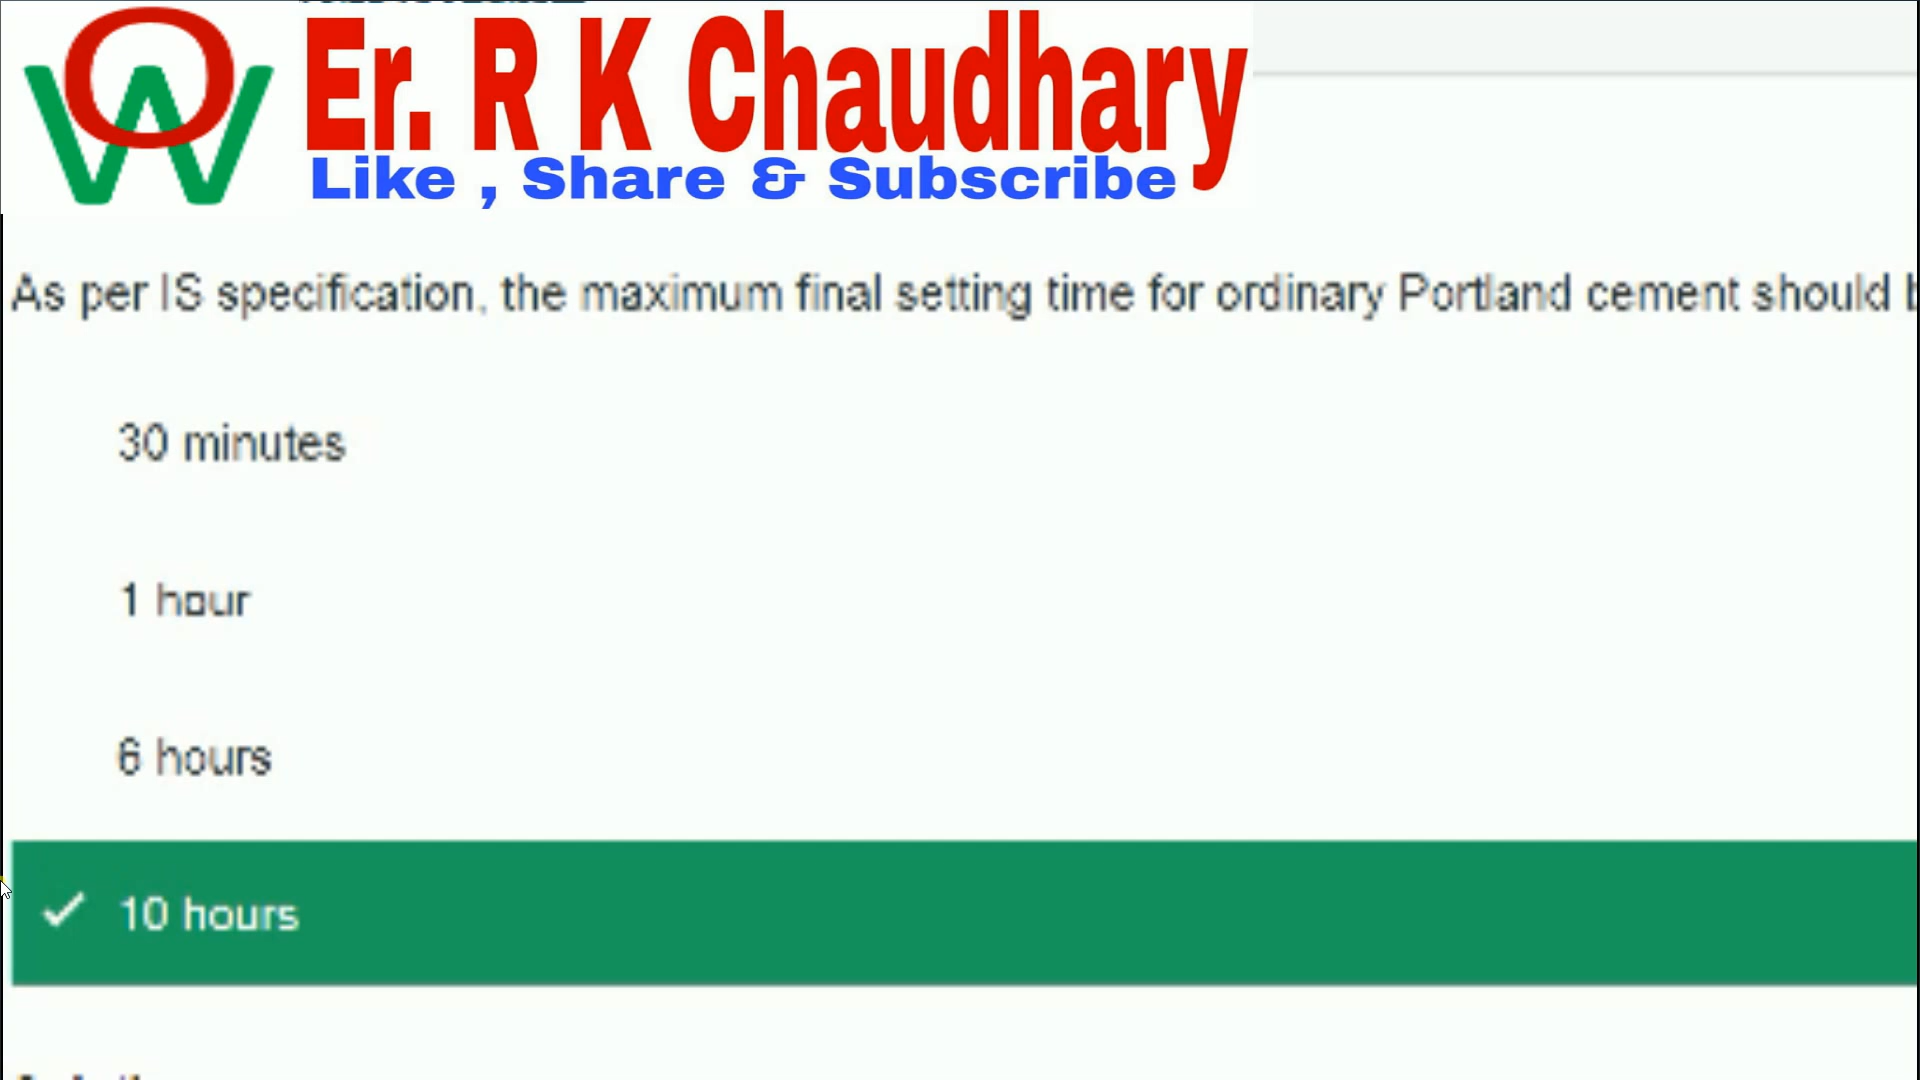 Er. R K Chaudhary
Like , Share & Subscribe
As per IS specification, the maximum final setting time for ordinary Portland cement should
30 minutes
1 hour
6 hours
10 hours